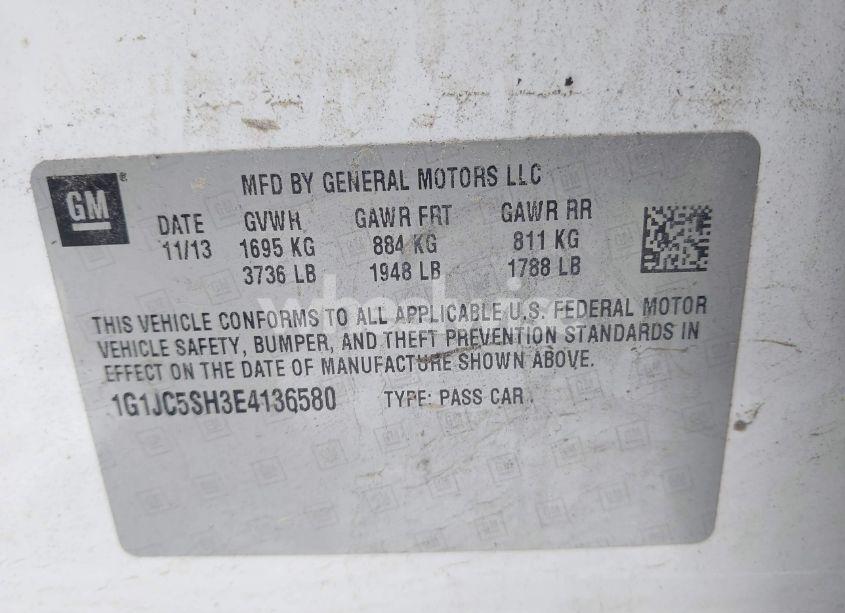 GM
MFD BY GENERAL MOTORS LLC
DATE GVWR GAWR FRT GAWR RR
11/13 1695 KG 884 KG 811 KG
3736 LB 1948 LB 1788 LB
THIS VEHICLE CONFORMS TO ALL APPLICABLE U.S. FEDERAL MOTOR
VEHICLE SAFETY, BUMPER, AND THEFT PREVENTION STANDARDS IN
EFFECT ON THE DATE OF MANUFACTURE SHOWN ABOVE.
1G1JC5SH3E4136580 TYPE: PASS CAR